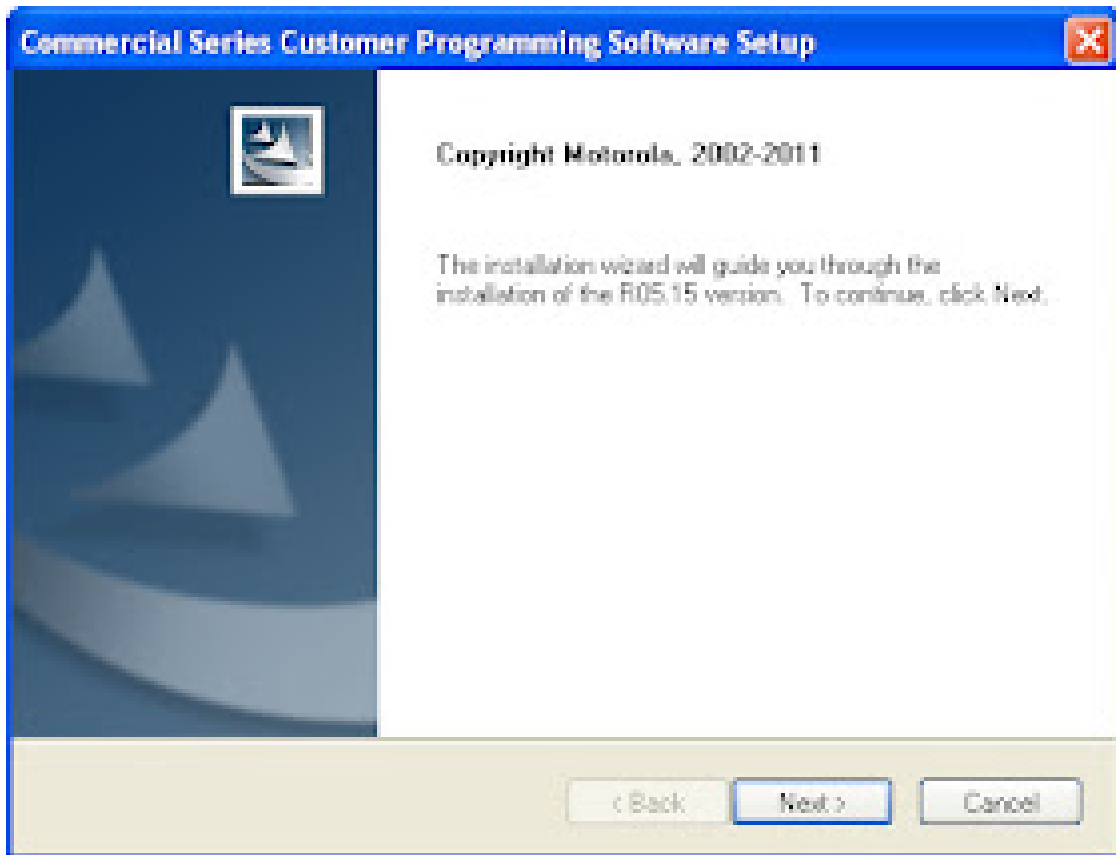 Commercial Series Customer Programming Software Setup
Copyright Motorola, 2002-2011
The installation wizard will guide you through the
installation of the R05.15 version. To continue, click Next.
< Back
Next >
Cancel